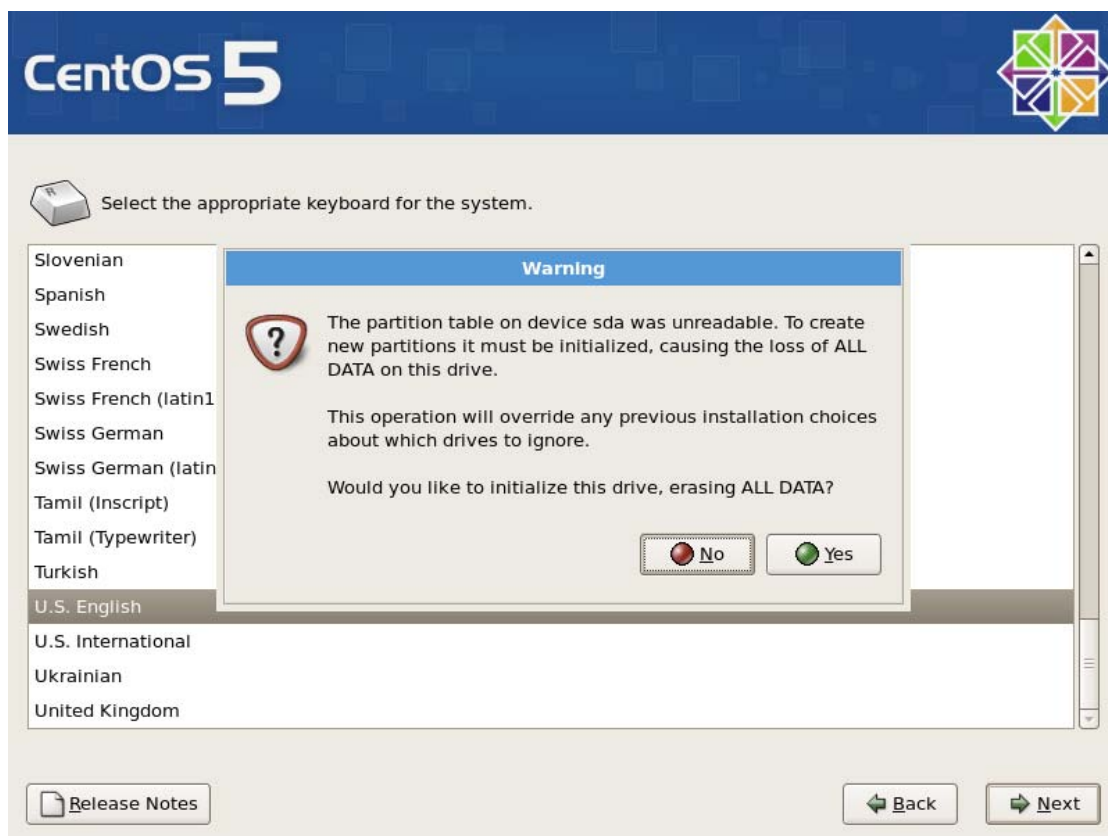 CentOS 5
Select the appropriate keyboard for the system.
Slovenian
Spanish
Swedish
Swiss French
Swiss French (latin1
Swiss German
Swiss German (latin
Tamil (Inscript)
Tamil (Typewriter)
Turkish
U.S. English
U.S. International
Ukrainian
United Kingdom
Warning
The partition table on device sda was unreadable. To create
new partitions it must be initialized, causing the loss of ALL
DATA on this drive.
This operation will override any previous installation choices
about which drives to ignore.
Would you like to initialize this drive, erasing ALL DATA?
No
Yes
Release Notes
Back
Next